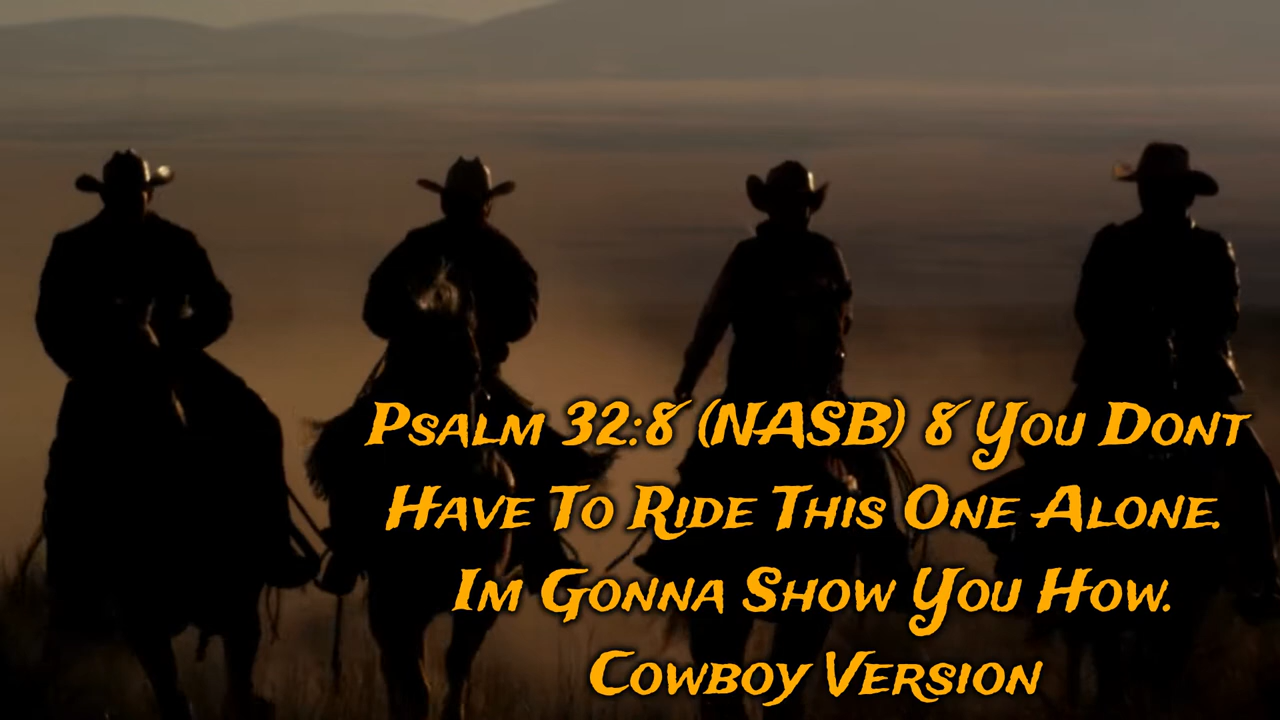 Psalm 32:8 (NASB) 8 You Dont
Have To Ride This One Alone.
Im Gonna Show You How.
Cowboy Version